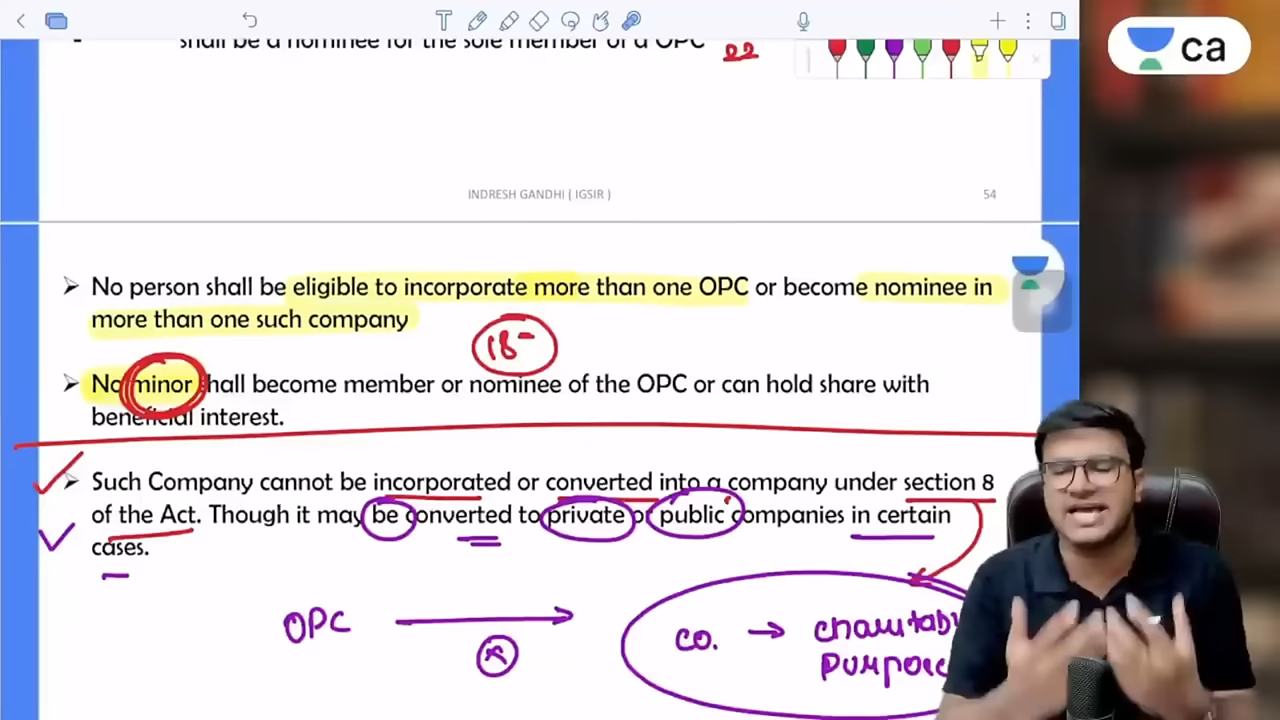 ca
shall be a nominee for the sole member of a OPC
INDRESH GANDHI ( IGSIR )
54
No person shall be eligible to incorporate more than one OPC or become nominee in
more than one such company
18-
No minor shall become member or nominee of the OPC or can hold share with
beneficial interest.
Such Company cannot be incorporated or converted into a company under section 8
of the Act. Though it may be converted to private or public companies in certain
cases.
OPC → co. → charitab
purpose